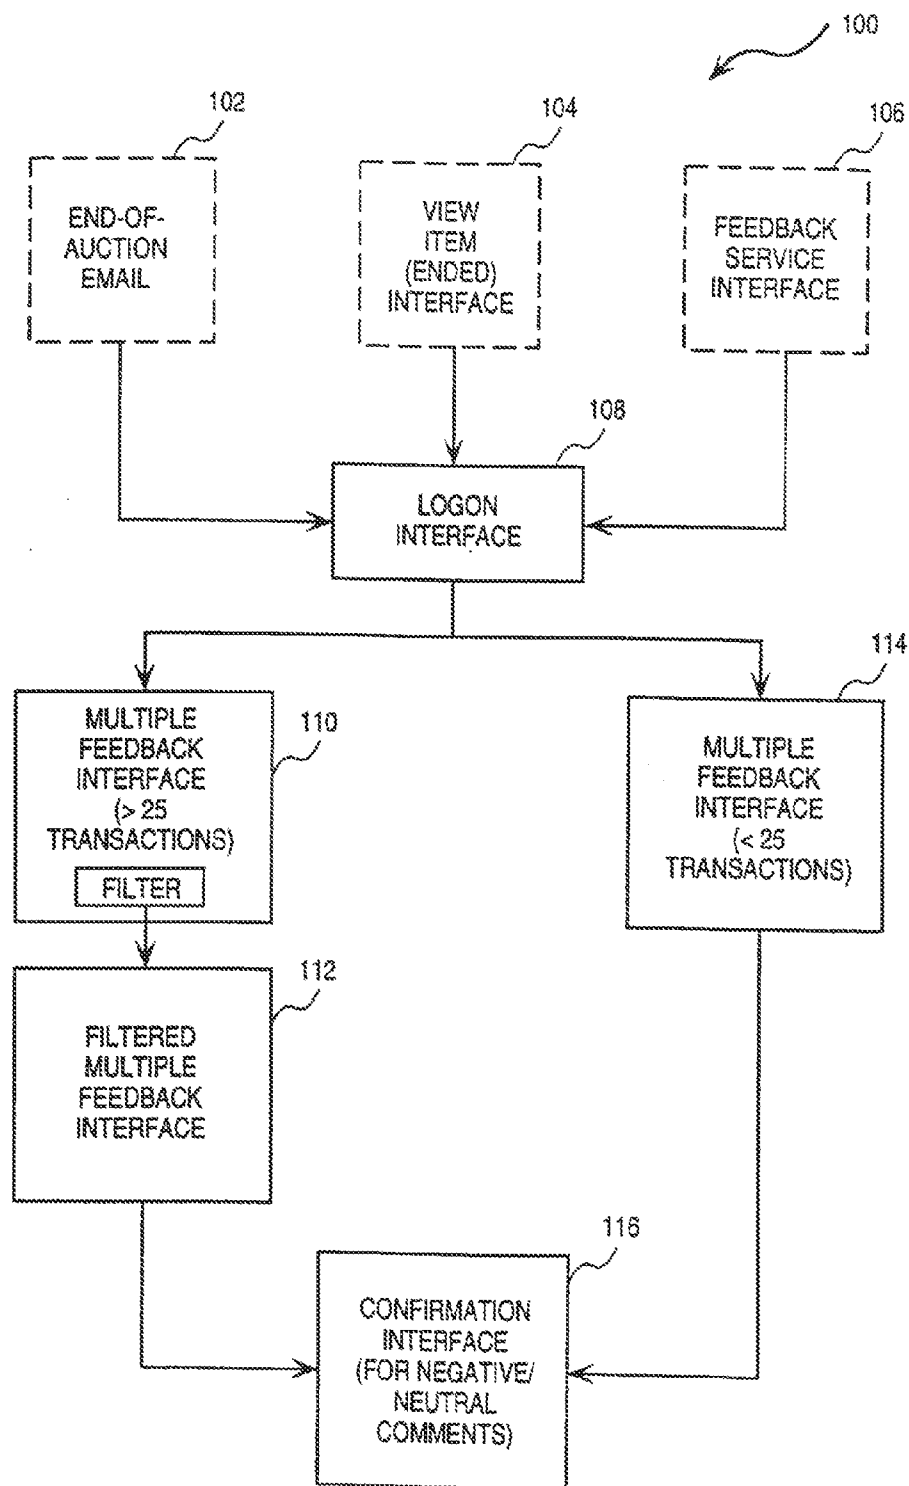 100
102
END-OF-
AUCTION
EMAIL
104
VIEW
ITEM
(ENDED)
INTERFACE
106
FEEDBACK
SERVICE
INTERFACE
108
LOGON
INTERFACE
110
MULTIPLE
FEEDBACK
INTERFACE
(> 25
TRANSACTIONS)
FILTER
114
MULTIPLE
FEEDBACK
INTERFACE
(< 25
TRANSACTIONS)
112
FILTERED
MULTIPLE
FEEDBACK
INTERFACE
116
CONFIRMATION
INTERFACE
(FOR NEGATIVE/
NEUTRAL
COMMENTS)